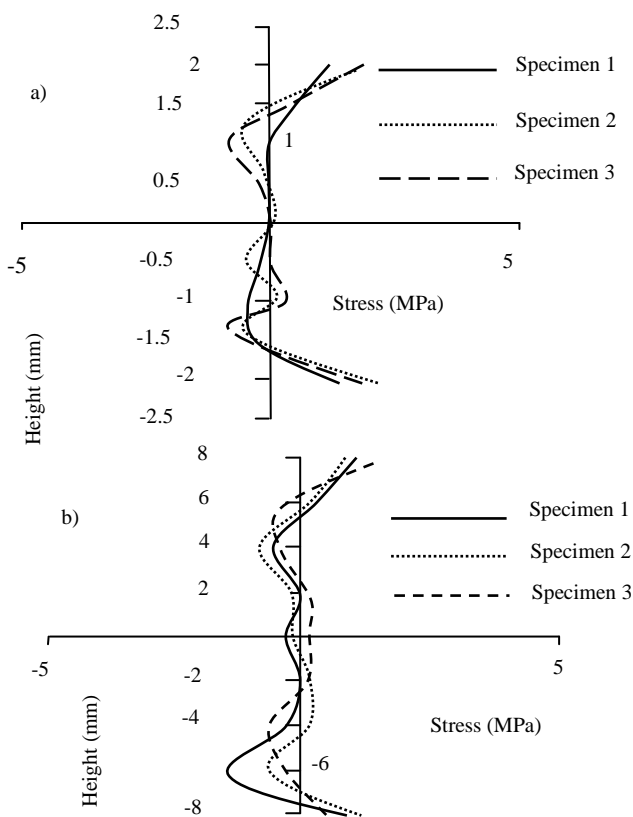 2.5
2
Specimen 1
a)
1.5
Specimen 2
1
0.5
Specimen 3
-5
5
-0.5
-1
Stress (MPa)
-1.5
-2
Height (mm)
-2.5
8
6
Specimen 1
b)
4
Specimen 2
2
Specimen 3
-5
5
-2
-4
Stress (MPa)
-6
Height (mm)
-8